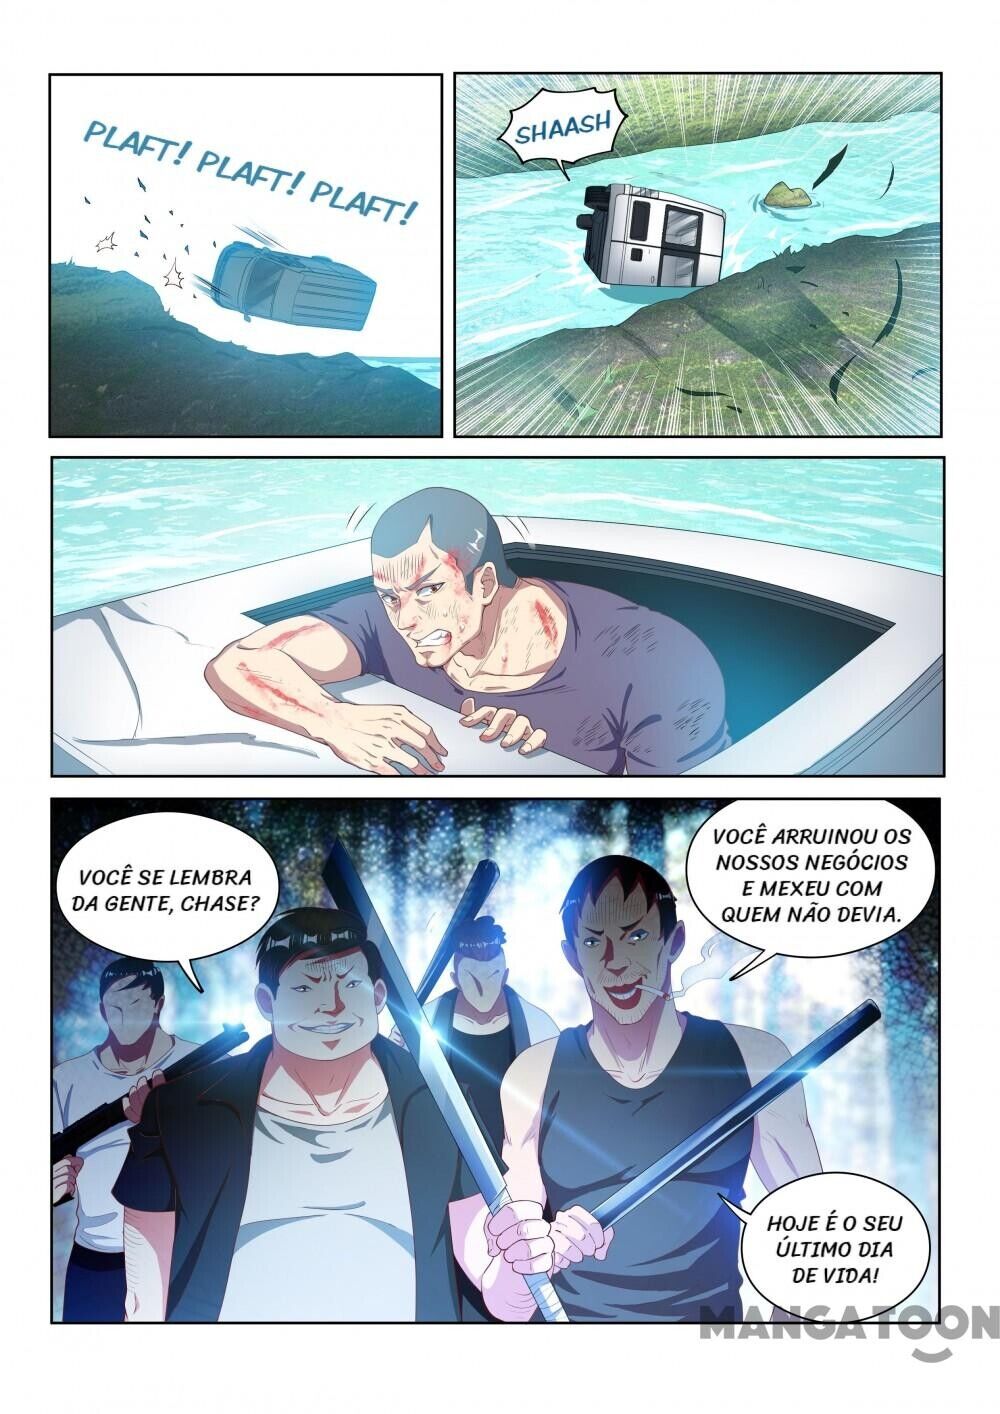 PLAFT! PLAFT! PLAFT!
SHAASH
VOCÊ SE LEMBRA
DA GENTE, CHASE?
VOCÊ ARRUINOU OS
NOSSOS NEGÓCIOS
E MEXEU COM
QUEM NÃO DEVIA.
HOJE É O SEU
ÚLTIMO DIA
DE VIDA!
MANGATOON